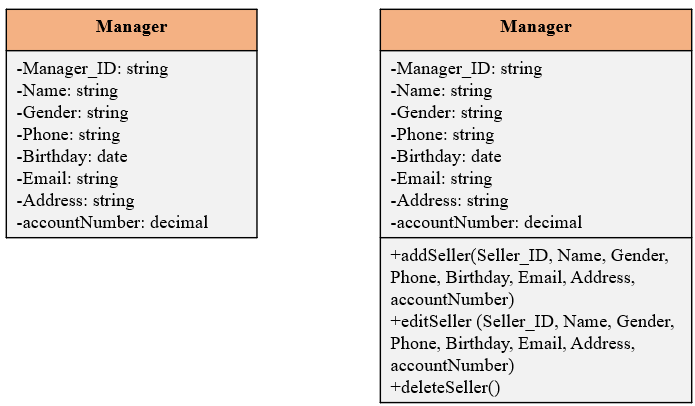 Manager
-Manager_ID: string
-Name: string
-Gender: string
-Phone: string
-Birthday: date
-Email: string
-Address: string
-accountNumber: decimal
Manager
-Manager_ID: string
-Name: string
-Gender: string
-Phone: string
-Birthday: date
-Email: string
-Address: string
-accountNumber: decimal
+addSeller(Seller_ID, Name, Gender,
Phone, Birthday, Email, Address,
accountNumber)
+editSeller (Seller_ID, Name, Gender,
Phone, Birthday, Email, Address,
accountNumber)
+deleteSeller()